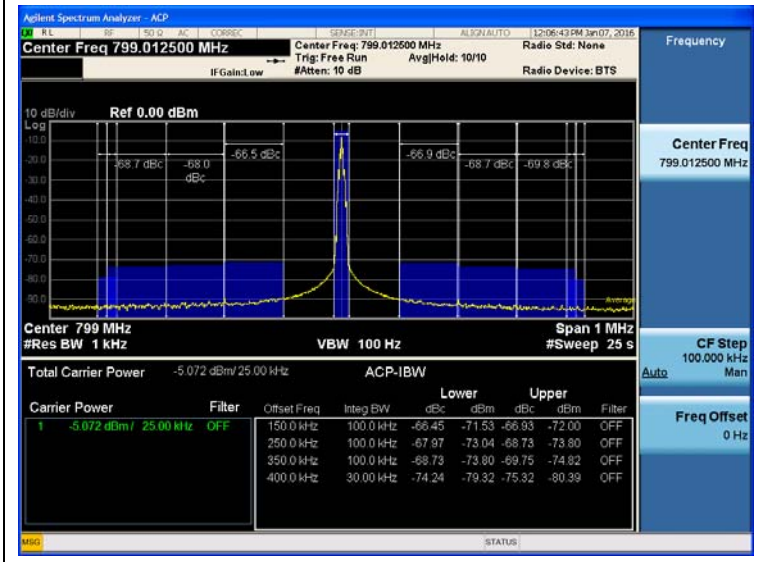 Agilent Spectrum Analyzer - ACP
RL RF 50 Ω AC CORREC SENSE:INT ALIGN AUTO 12:06:43 PM Jan 07, 2016
Center Freq 799.012500 MHz
Center Freq: 799.012500 MHz
Radio Std: None
Trig: Free Run Avg|Hold: 10/10
IFGain:Low #Atten: 10 dB
Radio Device: BTS
Frequency
10 dB/div Ref 0.00 dBm
Log
-10.0
-20.0
-30.0
-40.0
-50.0
-60.0
-70.0
-80.0
-90.0
-68.7 dBc
-68.0 dBc
-66.5 dBc
-66.9 dBc
-68.7 dBc
-69.8 dBc
Average
Center 799 MHz Span 1 MHz
#Res BW 1 kHz VBW 100 Hz #Sweep 25 s
Total Carrier Power -5.072 dBm/ 25.00 kHz ACP-IBW
Lower Upper
Carrier Power Filter Offset Freq Integ BW dBc dBm dBc dBm Filter
1 -5.072 dBm / 25.00 kHz OFF 150.0 kHz 100.0 kHz -66.45 -71.53 -66.93 -72.00 OFF
250.0 kHz 100.0 kHz -67.97 -73.04 -68.73 -73.80 OFF
350.0 kHz 100.0 kHz -68.73 -73.80 -69.75 -74.82 OFF
400.0 kHz 30.00 kHz -74.24 -79.32 -75.32 -80.39 OFF
Center Freq
799.012500 MHz
CF Step
100.000 kHz
Auto Man
Freq Offset
0 Hz
MSG STATUS